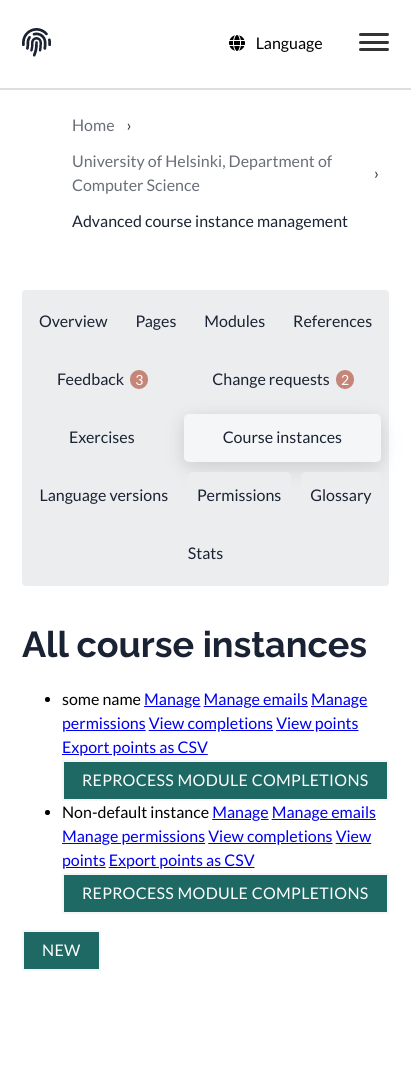 Language
Home ›
University of Helsinki, Department of
Computer Science ›
Advanced course instance management
Overview Pages Modules References
Feedback 3 Change requests 2
Exercises Course instances
Language versions Permissions Glossary
Stats
All course instances
• some name Manage Manage emails Manage
permissions View completions View points
Export points as CSV
REPROCESS MODULE COMPLETIONS
• Non-default instance Manage Manage emails
Manage permissions View completions View
points Export points as CSV
REPROCESS MODULE COMPLETIONS
NEW